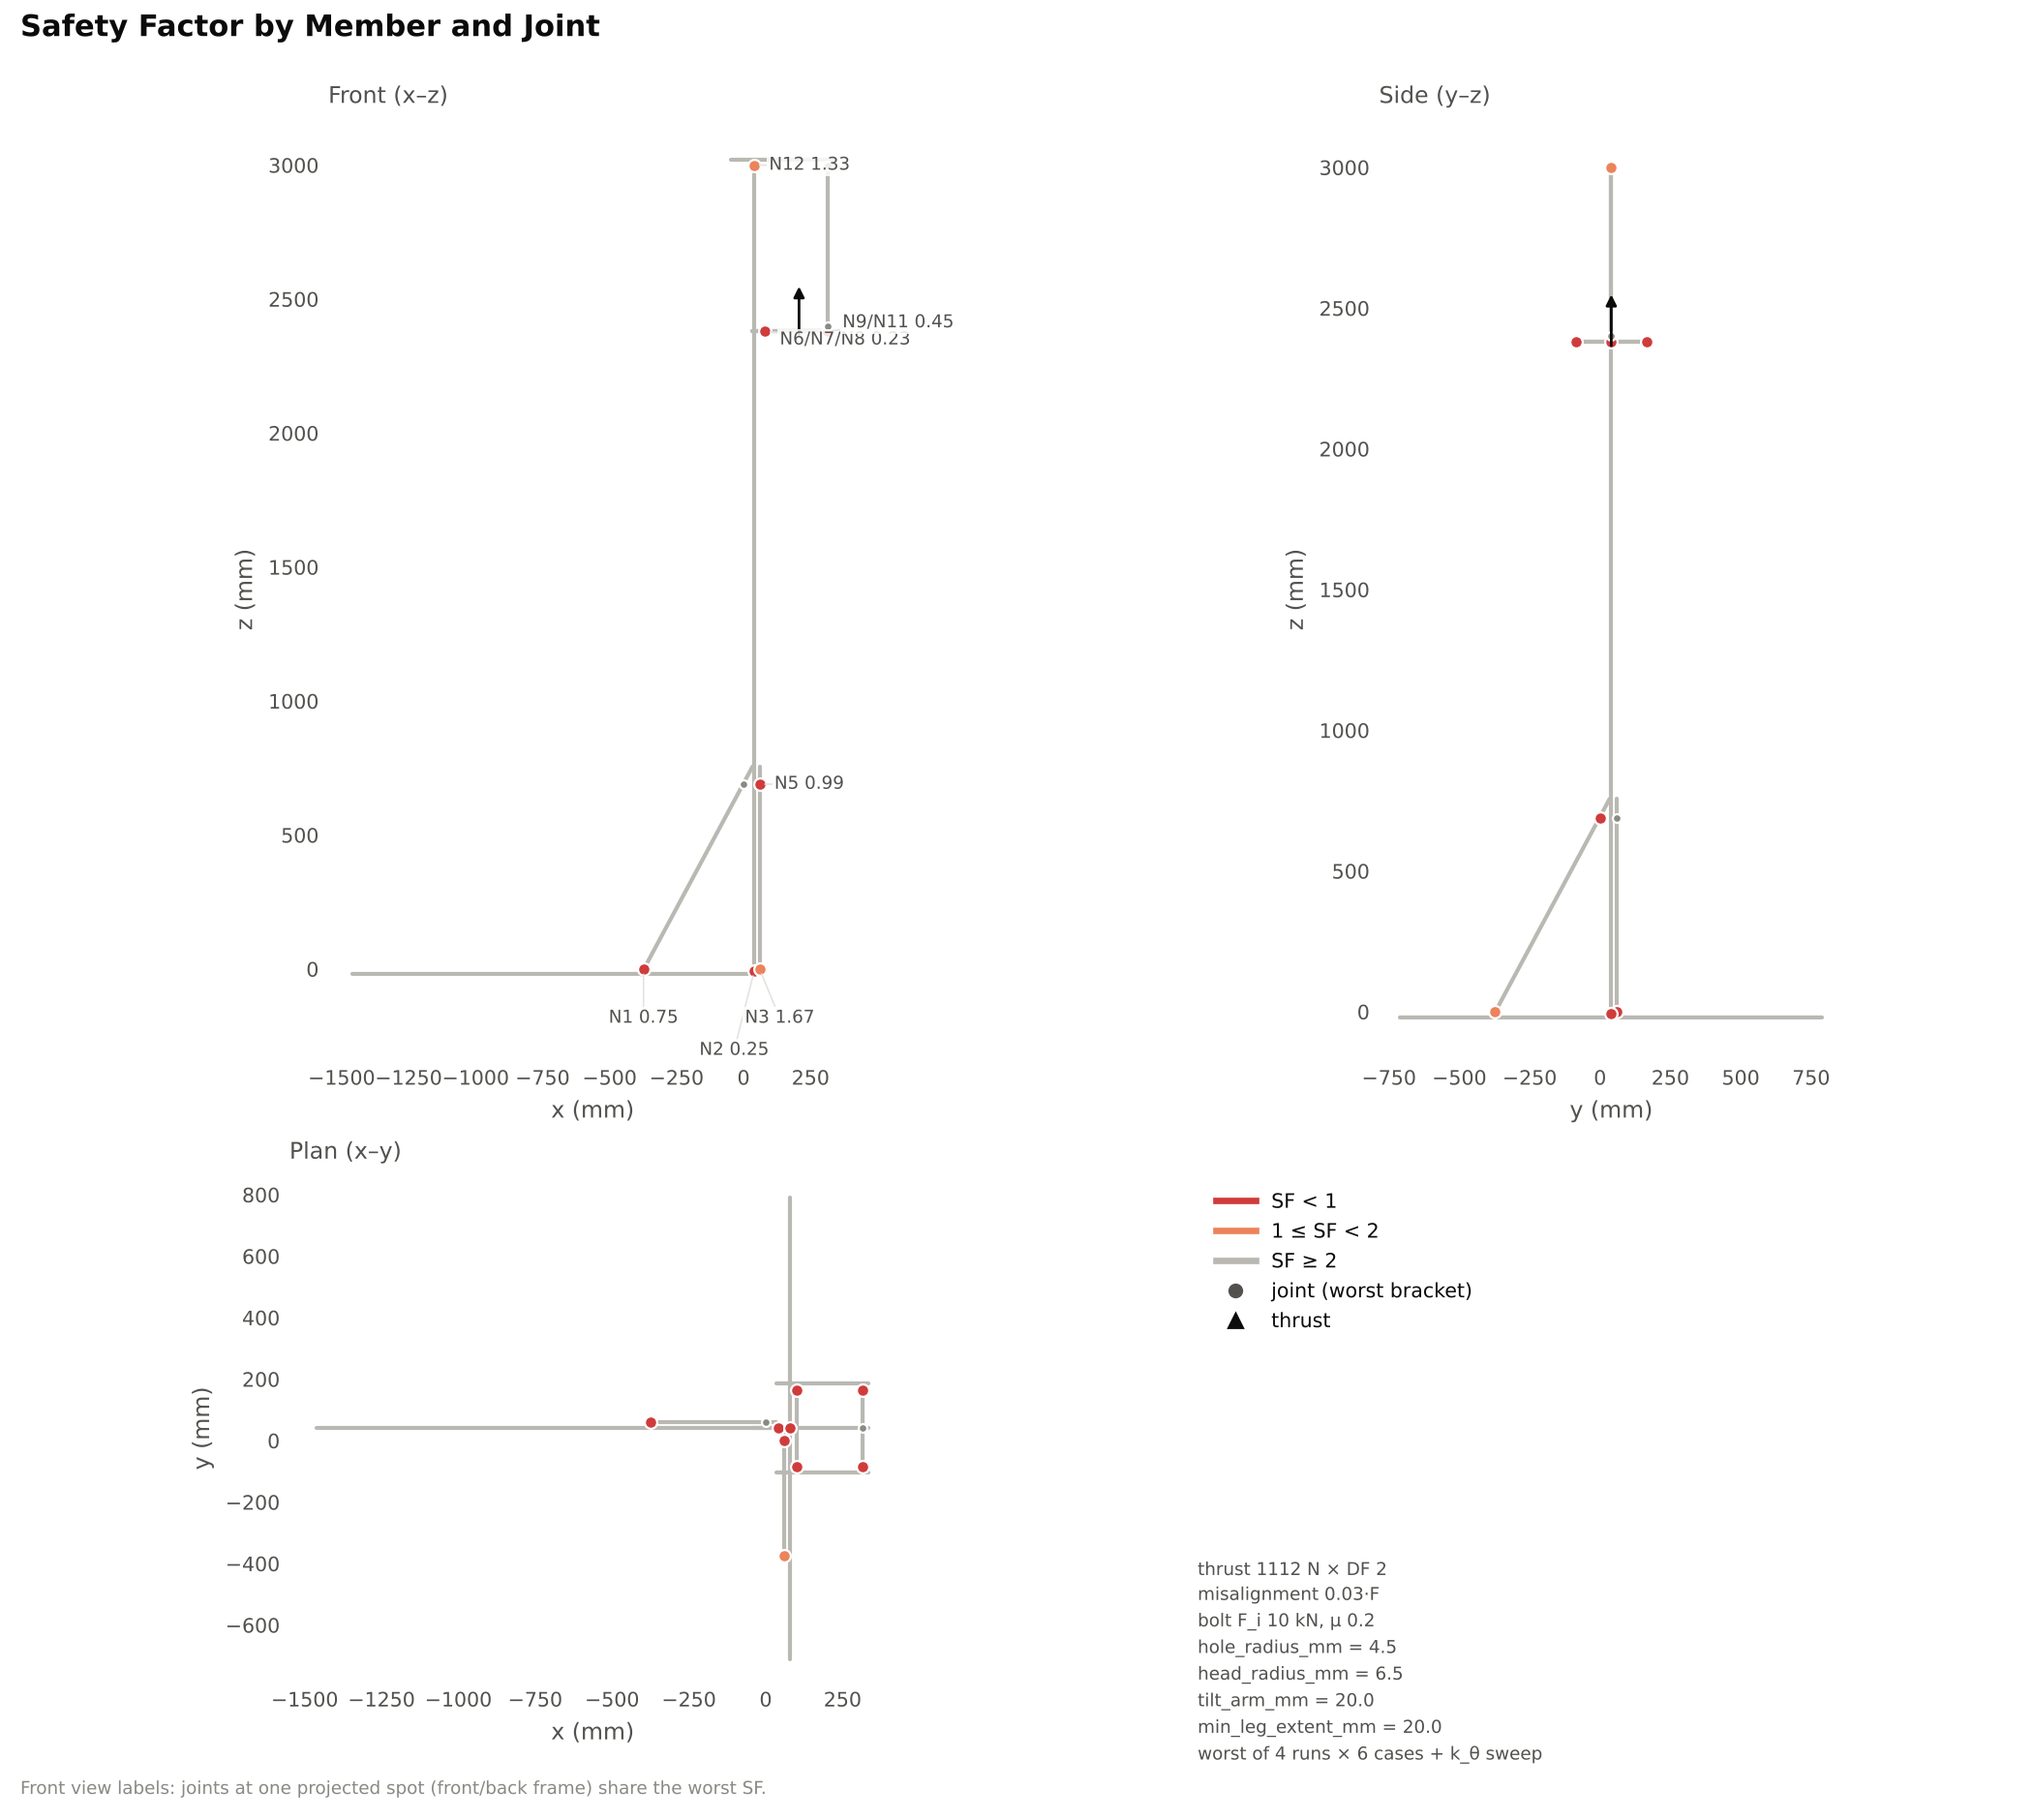 Safety Factor by Member and Joint
Front (x–z)
3000
2500
2000
1500
1000
500
0
z (mm)
N12 1.33
N9/N11 0.45
N6/N7/N8 0.23
N5 0.99
N1 0.75
N3 1.67
N2 0.25
−1500
−1250
−1000
−750
−500
−250
0
250
x (mm)
Side (y–z)
3000
2500
2000
1500
1000
500
0
z (mm)
−750
−500
−250
0
250
500
750
y (mm)
Plan (x–y)
800
600
400
200
0
−200
−400
−600
y (mm)
−1500
−1250
−1000
−750
−500
−250
0
250
x (mm)
SF < 1
1 ≤ SF < 2
SF ≥ 2
joint (worst bracket)
thrust
thrust 1112 N × DF 2
misalignment 0.03·F
bolt F_i 10 kN, μ 0.2
hole_radius_mm = 4.5
head_radius_mm = 6.5
tilt_arm_mm = 20.0
min_leg_extent_mm = 20.0
worst of 4 runs × 6 cases + k_θ sweep
Front view labels: joints at one projected spot (front/back frame) share the worst SF.